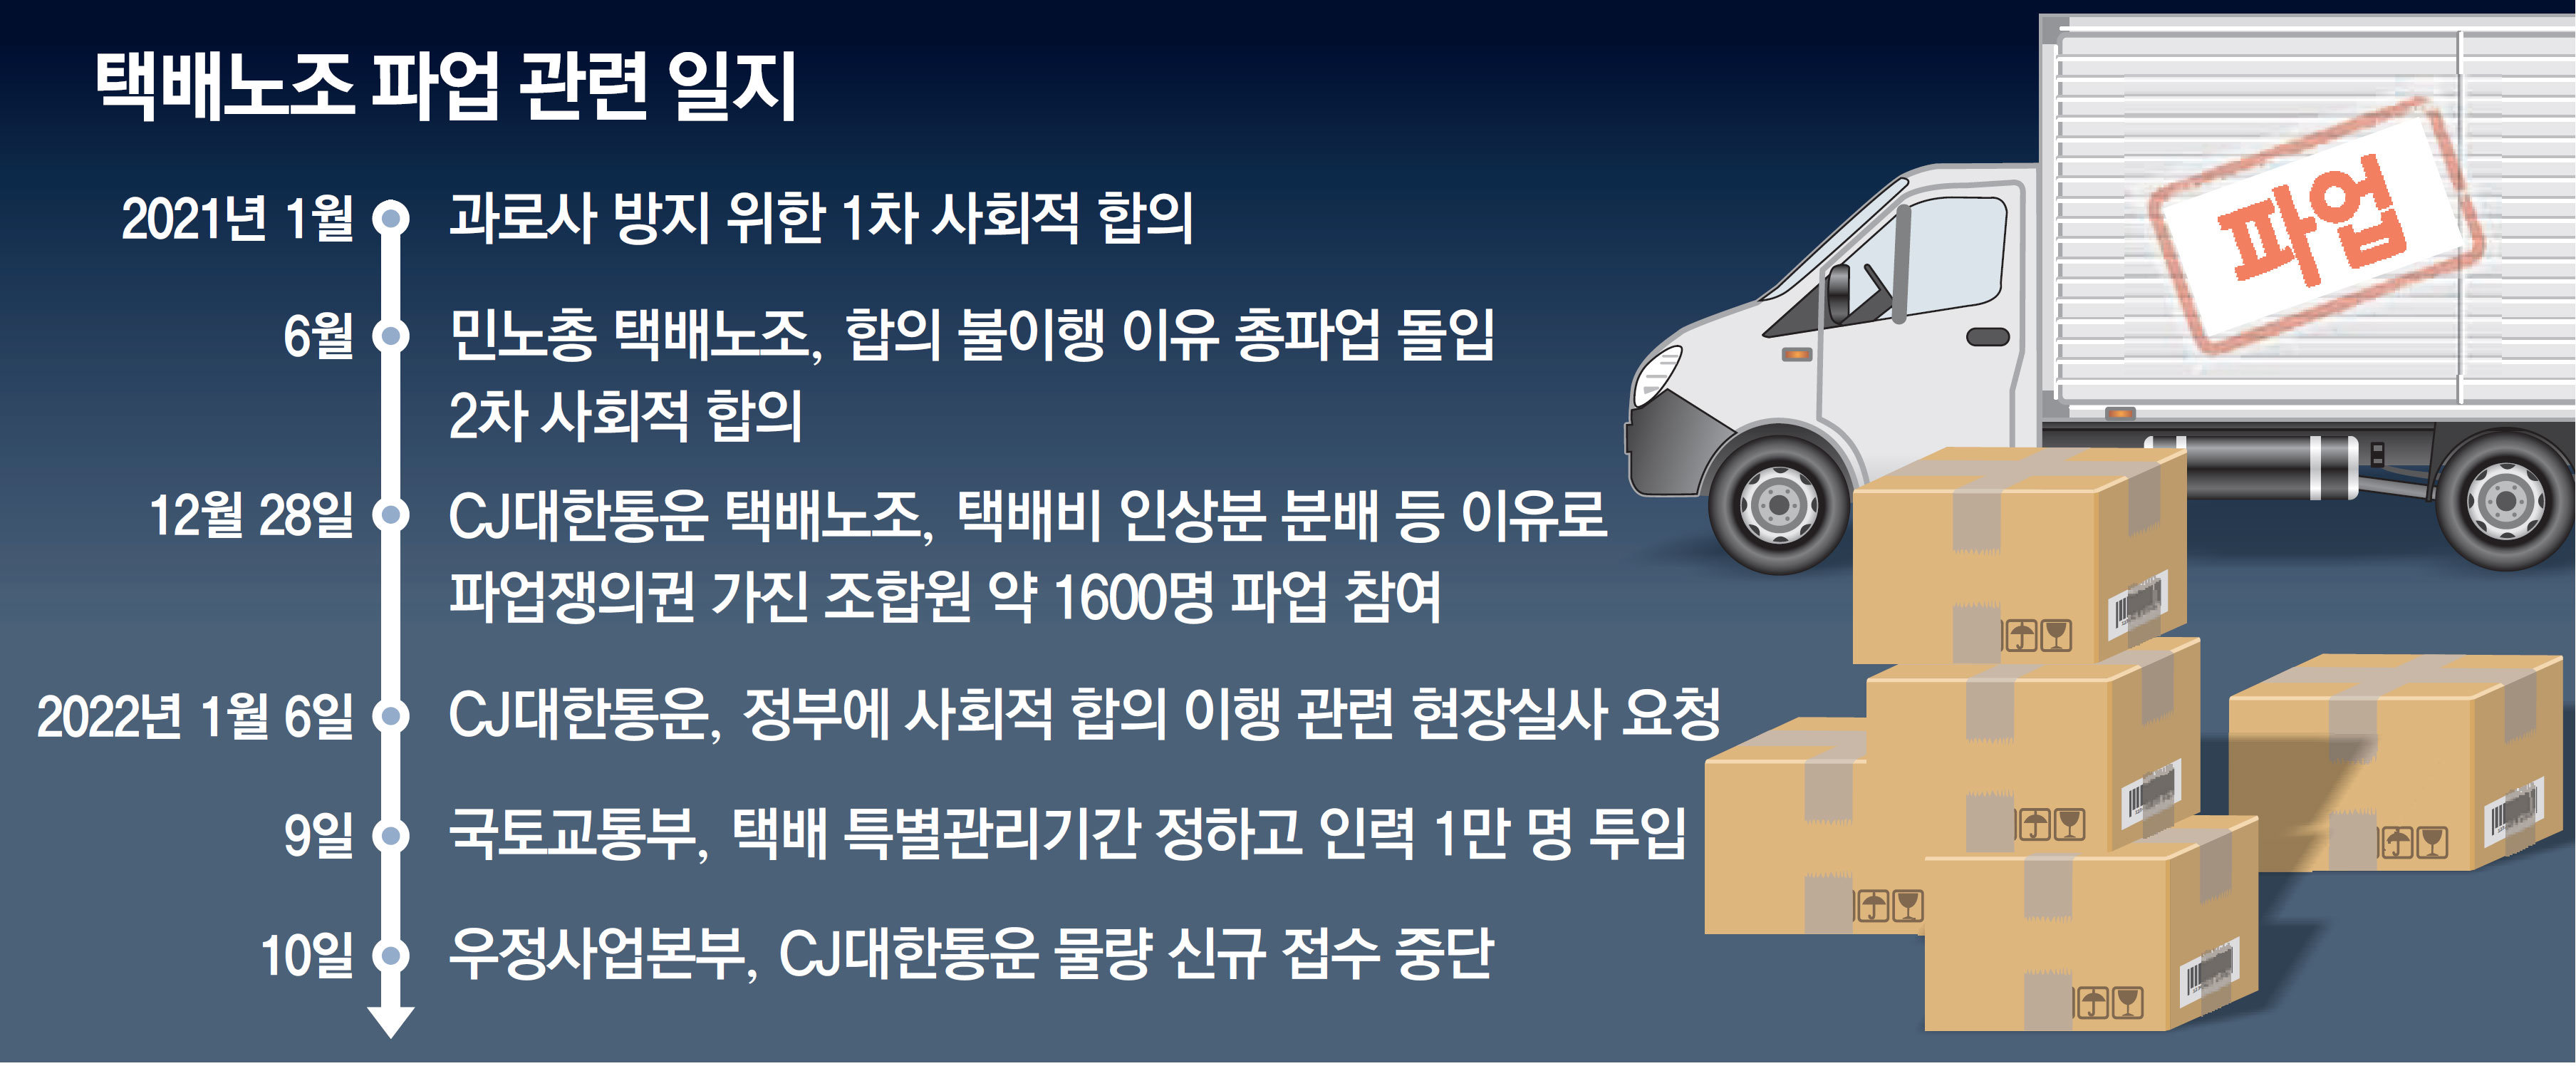 택배노조 파업 관련 일지
2021년 1월 과로사 방지 위한 1차 사회적 합의
6월 민노총 택배노조, 합의 불이행 이유 총파업 돌입
2차 사회적 합의
12월 28일 CJ대한통운 택배노조, 택배비 인상분 분배 등 이유로
파업쟁의권 가진 조합원 약 1600명 파업 참여
2022년 1월 6일 CJ대한통운, 정부에 사회적 합의 이행 관련 현장실사 요청
9일 국토교통부, 택배 특별관리기간 정하고 인력 1만 명 투입
10일 우정사업본부, CJ대한통운 물량 신규 접수 중단
파업